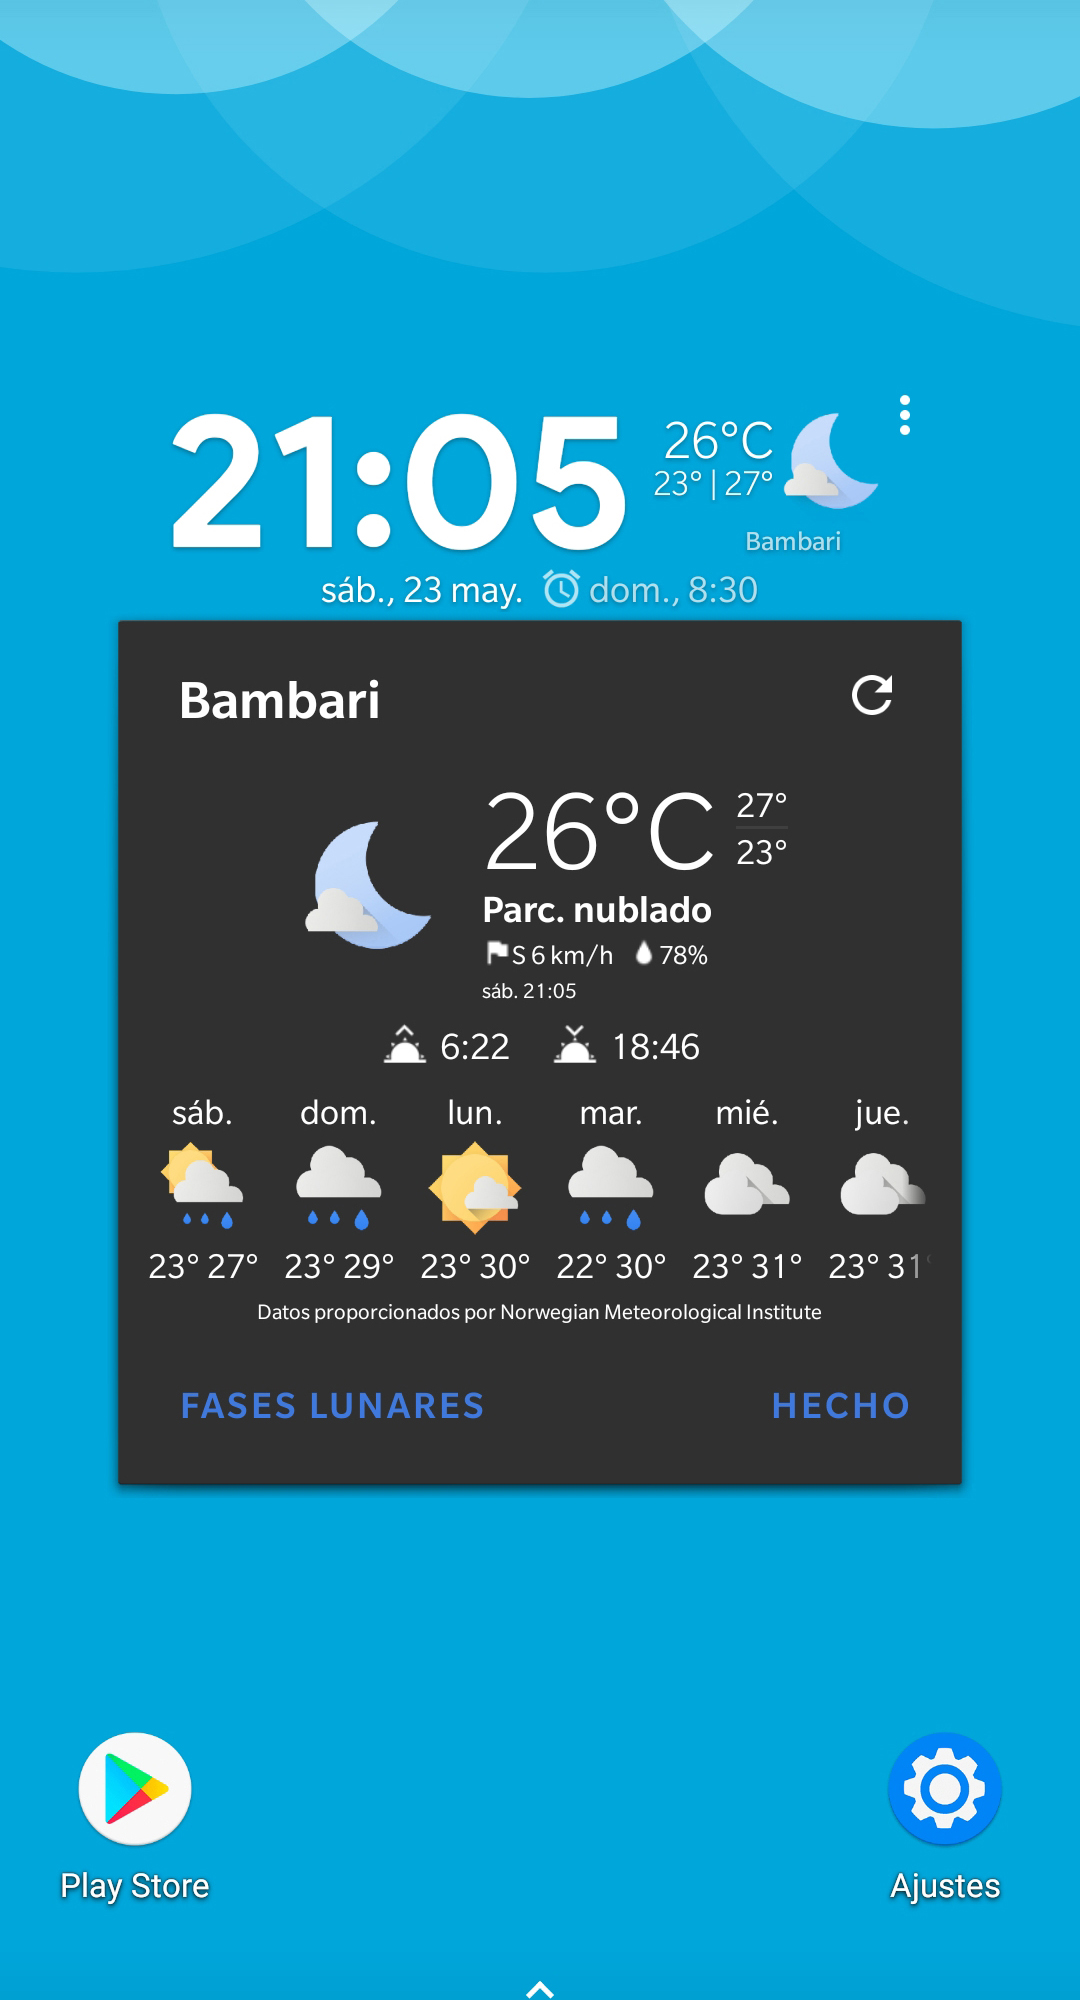 21:05
26°C
23° | 27°
Bambari
sáb., 23 may. dom., 8:30
Bambari
26°C 27°
23°
Parc. nublado
S 6 km/h 78%
sáb. 21:05
6:22 18:46
sáb. dom. lun. mar. mié. jue.
23° 27° 23° 29° 23° 30° 22° 30° 23° 31° 23° 31°
Datos proporcionados por Norwegian Meteorological Institute
FASES LUNARES HECHO
Play Store Ajustes